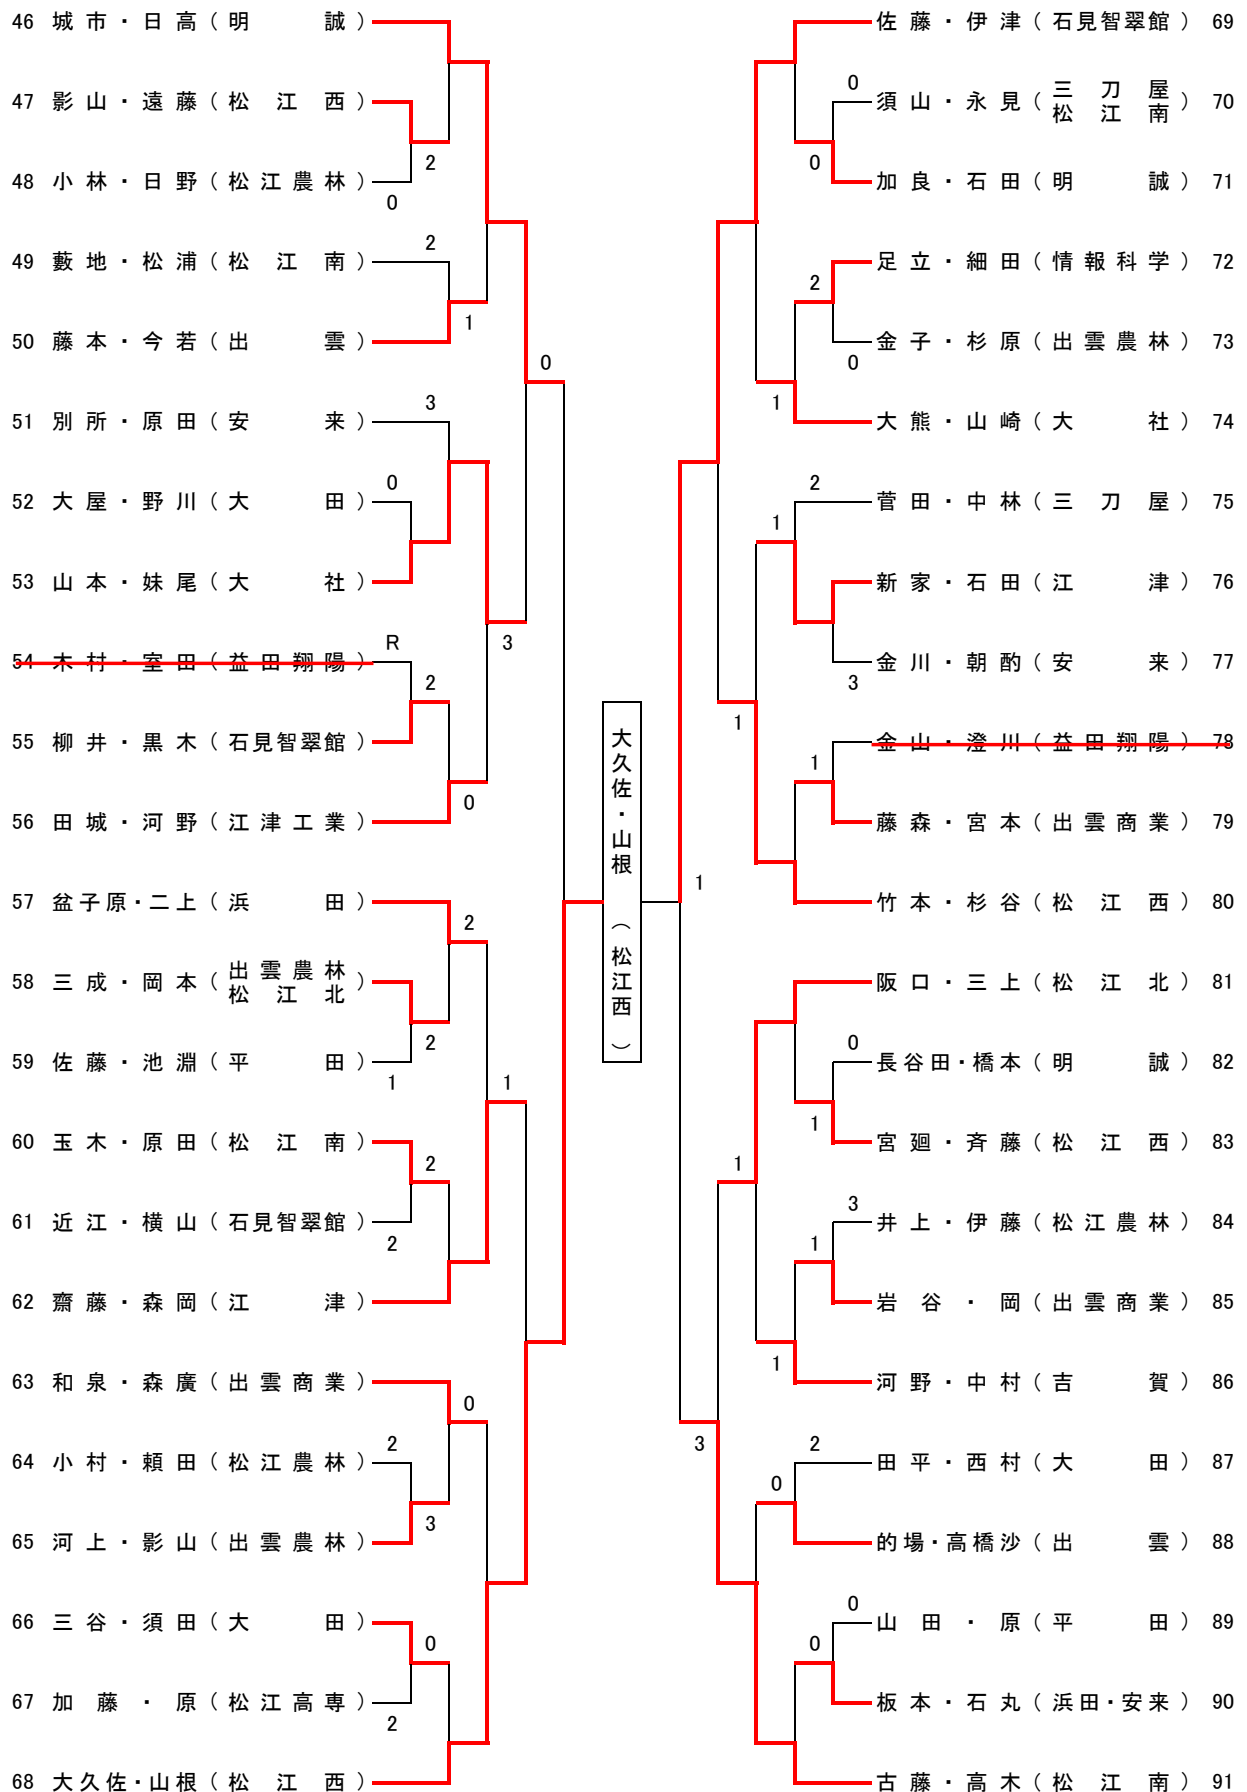 46 城市・日高(明誠)
47 影山・遠藤(松江西)
48 小林・日野(松江農林)
49 藪地・松浦(松江南)
50 藤本・今若(出雲)
51 別所・原田(安来)
52 大屋・野川(大田)
53 山本・妹尾(大社)
54 木村・室田(益田翔陽)
55 柳井・黒木(石見智翠館)
56 田城・河野(江津工業)
57 盆子原・二上(浜田)
58 三成・岡本(出雲農林 松江北)
59 佐藤・池淵(平田)
60 玉木・原田(松江南)
61 近江・横山(石見智翠館)
62 齋藤・森岡(江津)
63 和泉・森廣(出雲商業)
64 小村・頼田(松江農林)
65 河上・影山(出雲農林)
66 三谷・須田(大田)
67 加藤・原(松江高専)
68 大久佐・山根(松江西)
2
0
2
1
0
3
0
3
R
2
0
2
2
1
1
2
2
0
2
3
0
2
大久佐・山根(松江西)
佐藤・伊津(石見智翠館) 69
須山・永見(三刀屋 松江南) 70
加良・石田(明誠) 71
足立・細田(情報科学) 72
金子・杉原(出雲農林) 73
大熊・山崎(大社) 74
菅田・中林(三刀屋) 75
新家・石田(江津) 76
金川・朝酌(安来) 77
金山・澄川(益田翔陽) 78
藤森・宮本(出雲商業) 79
竹本・杉谷(松江西) 80
阪口・三上(松江北) 81
長谷田・橋本(明誠) 82
宮廻・斉藤(松江西) 83
井上・伊藤(松江農林) 84
岩谷・岡(出雲商業) 85
河野・中村(吉賀) 86
田平・西村(大田) 87
的場・高橋沙(出雲) 88
山田・原(平田) 89
板本・石丸(浜田・安来) 90
古藤・高木(松江南) 91
0
0
2
0
1
2
1
3
1
1
1
0
1
1
3
1
1
3
2
0
0
0